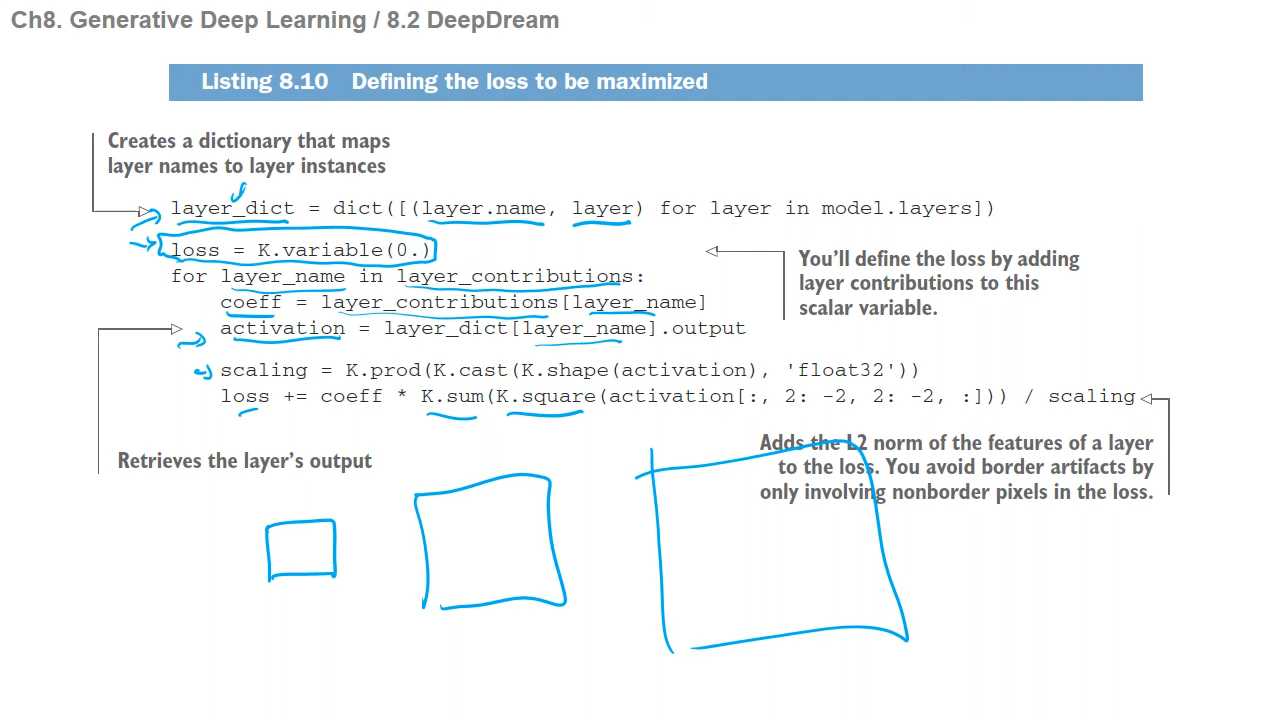 Ch8. Generative Deep Learning / 8.2 DeepDream
Listing 8.10 Defining the loss to be maximized
Creates a dictionary that maps
layer names to layer instances
layer_dict = dict([(layer.name, layer) for layer in model.layers])
loss = K.variable(0.)
for layer_name in layer_contributions:
coeff = layer_contributions[layer_name]
activation = layer_dict[layer_name].output
You'll define the loss by adding
layer contributions to this
scalar variable.
scaling = K.prod(K.cast(K.shape(activation), 'float32'))
loss += coeff * K.sum(K.square(activation[:, 2: -2, 2: -2, :])) / scaling
Retrieves the layer's output
Adds the L2 norm of the features of a layer
to the loss. You avoid border artifacts by
only involving nonborder pixels in the loss.